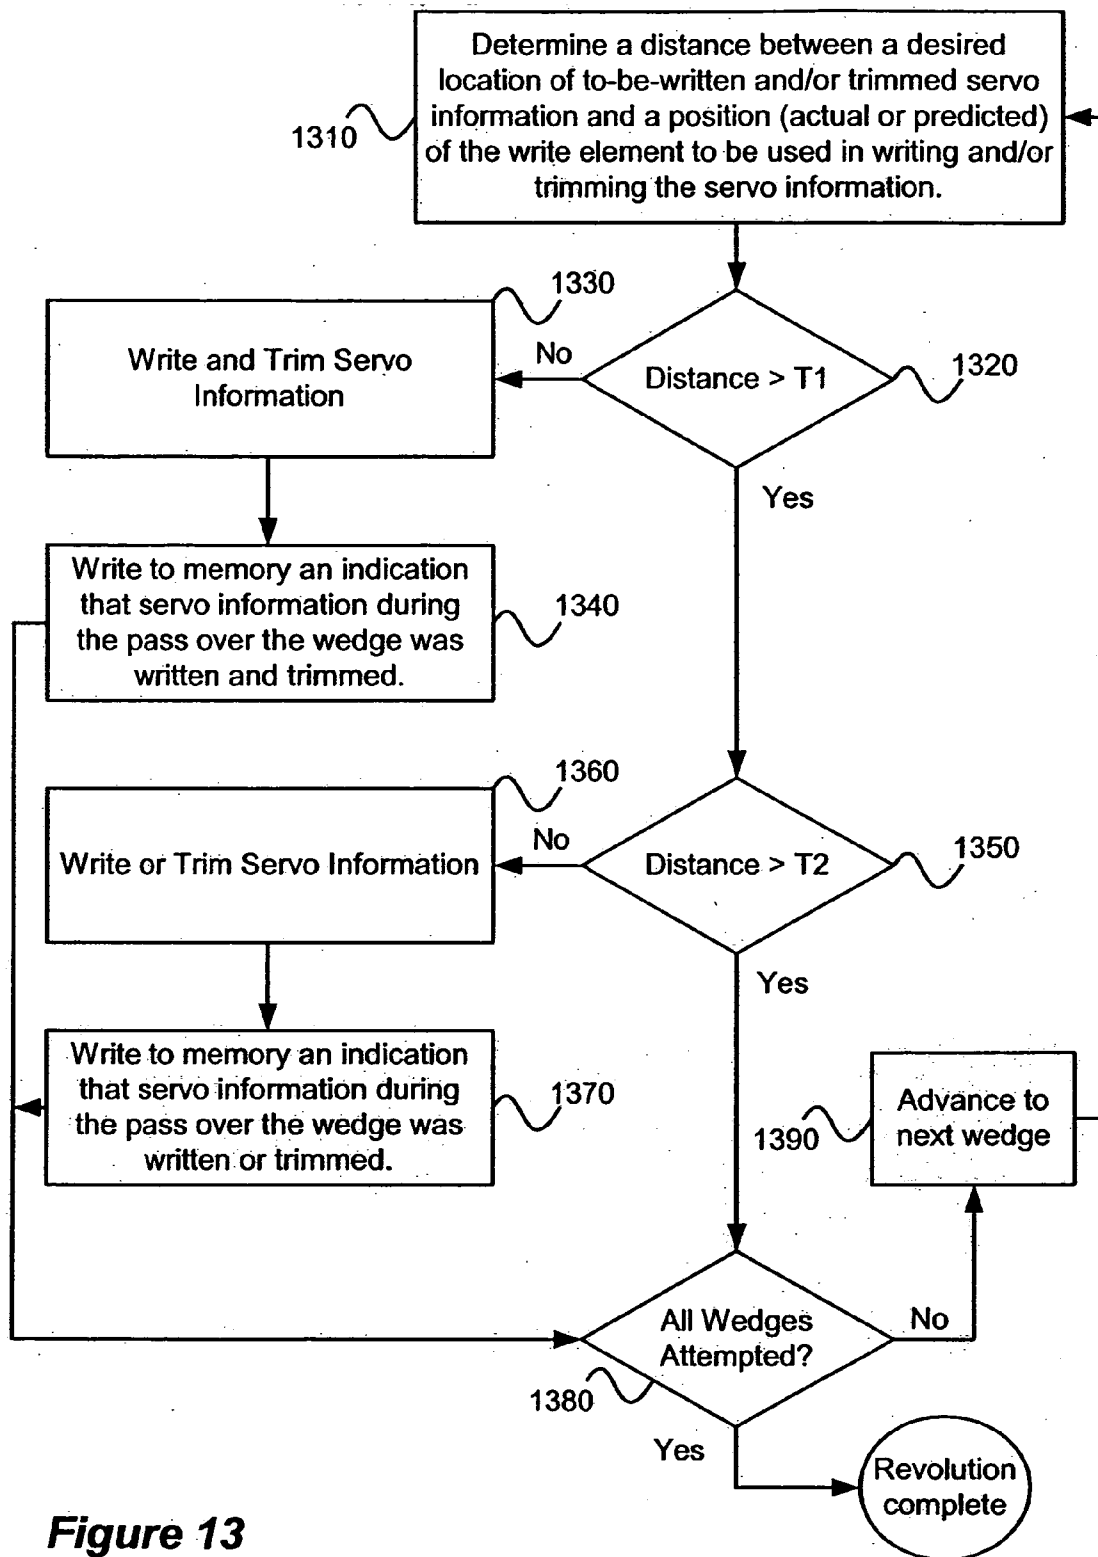 Determine a distance between a desired
location of to-be-written and/or trimmed servo
information and a position (actual or predicted)
of the write element to be used in writing and/or
trimming the servo information.
1310
1330
Write and Trim Servo
Information
No
Distance > T1
1320
Yes
Write to memory an indication
that servo information during
the pass over the wedge was
written and trimmed.
1340
1360
Write or Trim Servo Information
No
Distance > T2
1350
Yes
Write to memory an indication
that servo information during
the pass over the wedge was
written or trimmed.
1370
Advance to
next wedge
1390
All Wedges
Attempted?
No
1380
Yes
Revolution
complete
Figure 13